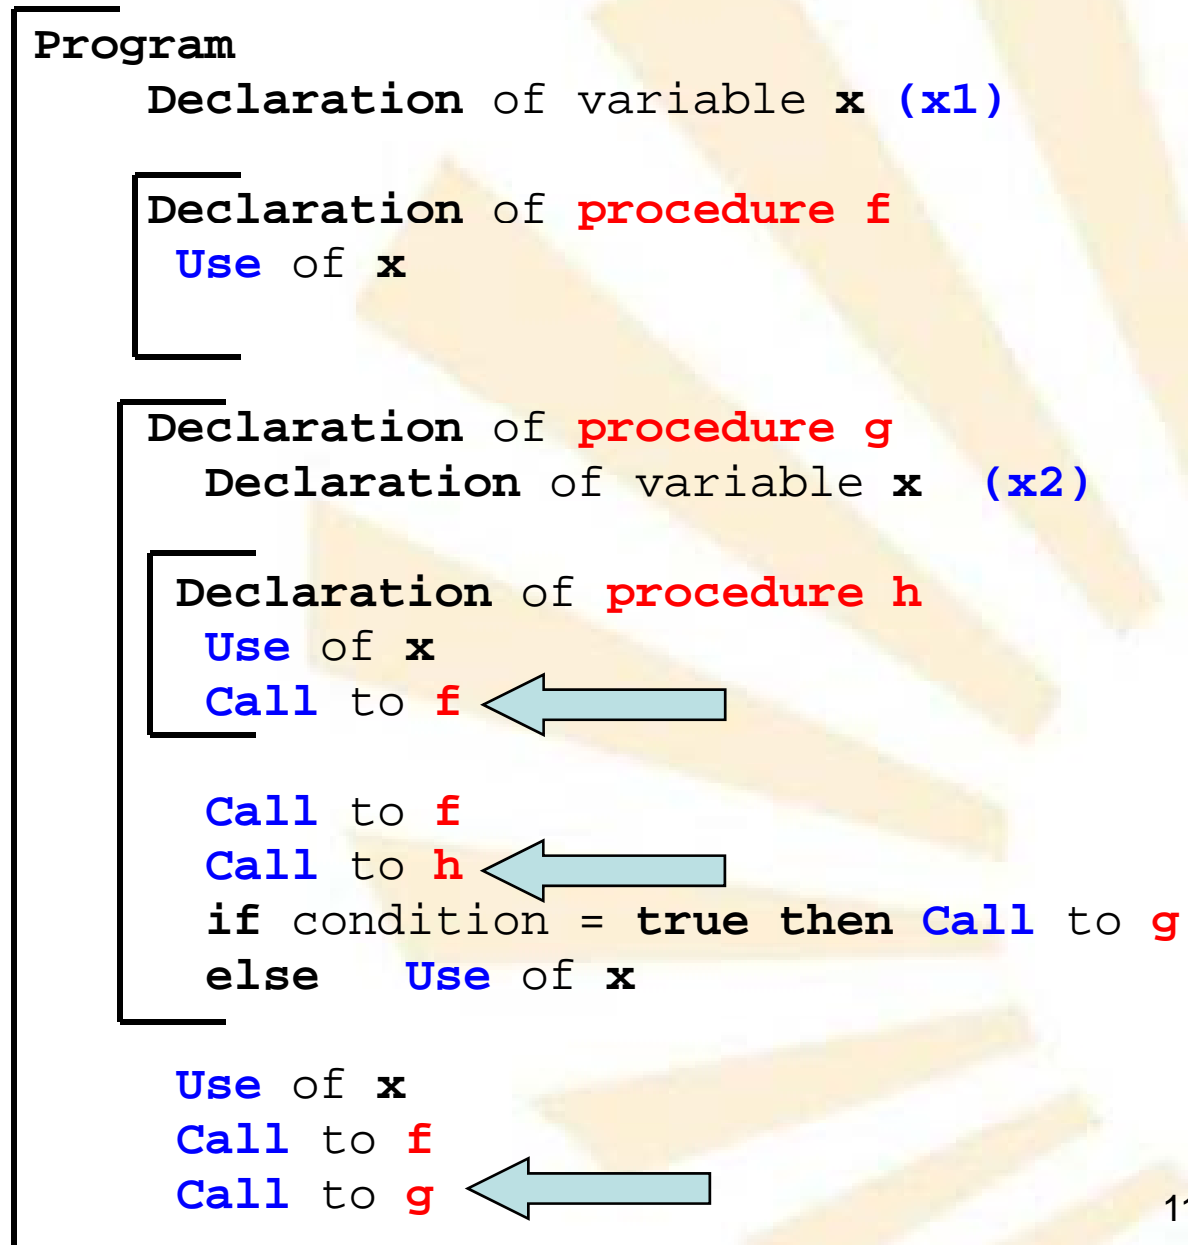 Program
Declaration of variable x (x1)
Declaration of procedure f
Use of x
Declaration of procedure g
Declaration of variable x (x2)
Declaration of procedure h
Use of x
Call to f
Call to f
Call to h
if condition = true then Call to g
else Use of x
Use of x
Call to f
Call to g
11